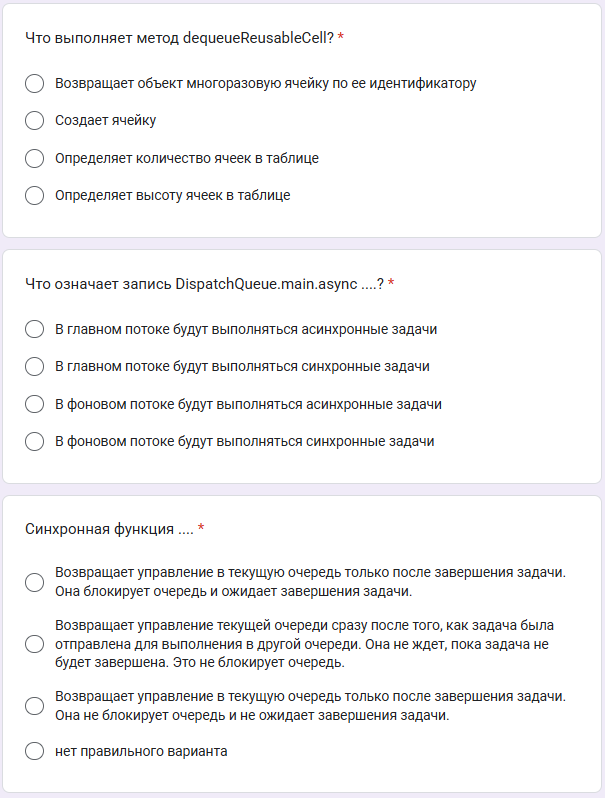 Что выполняет метод dequeueReusableCell? *
Возвращает объект многоразовую ячейку по ее идентификатору
Создает ячейку
Определяет количество ячеек в таблице
Определяет высоту ячеек в таблице
Что означает запись DispatchQueue.main.async ....? *
В главном потоке будут выполняться асинхронные задачи
В главном потоке будут выполняться синхронные задачи
В фоновом потоке будут выполняться асинхронные задачи
В фоновом потоке будут выполняться синхронные задачи
Синхронная функция .... *
Возвращает управление в текущую очередь только после завершения задачи.
Она блокирует очередь и ожидает завершения задачи.
Возвращает управление текущей очереди сразу после того, как задача была
отправлена для выполнения в другой очереди. Она не ждет, пока задача не
будет завершена. Это не блокирует очередь.
Возвращает управление в текущую очередь только после завершения задачи.
Она не блокирует очередь и не ожидает завершения задачи.
нет правильного варианта